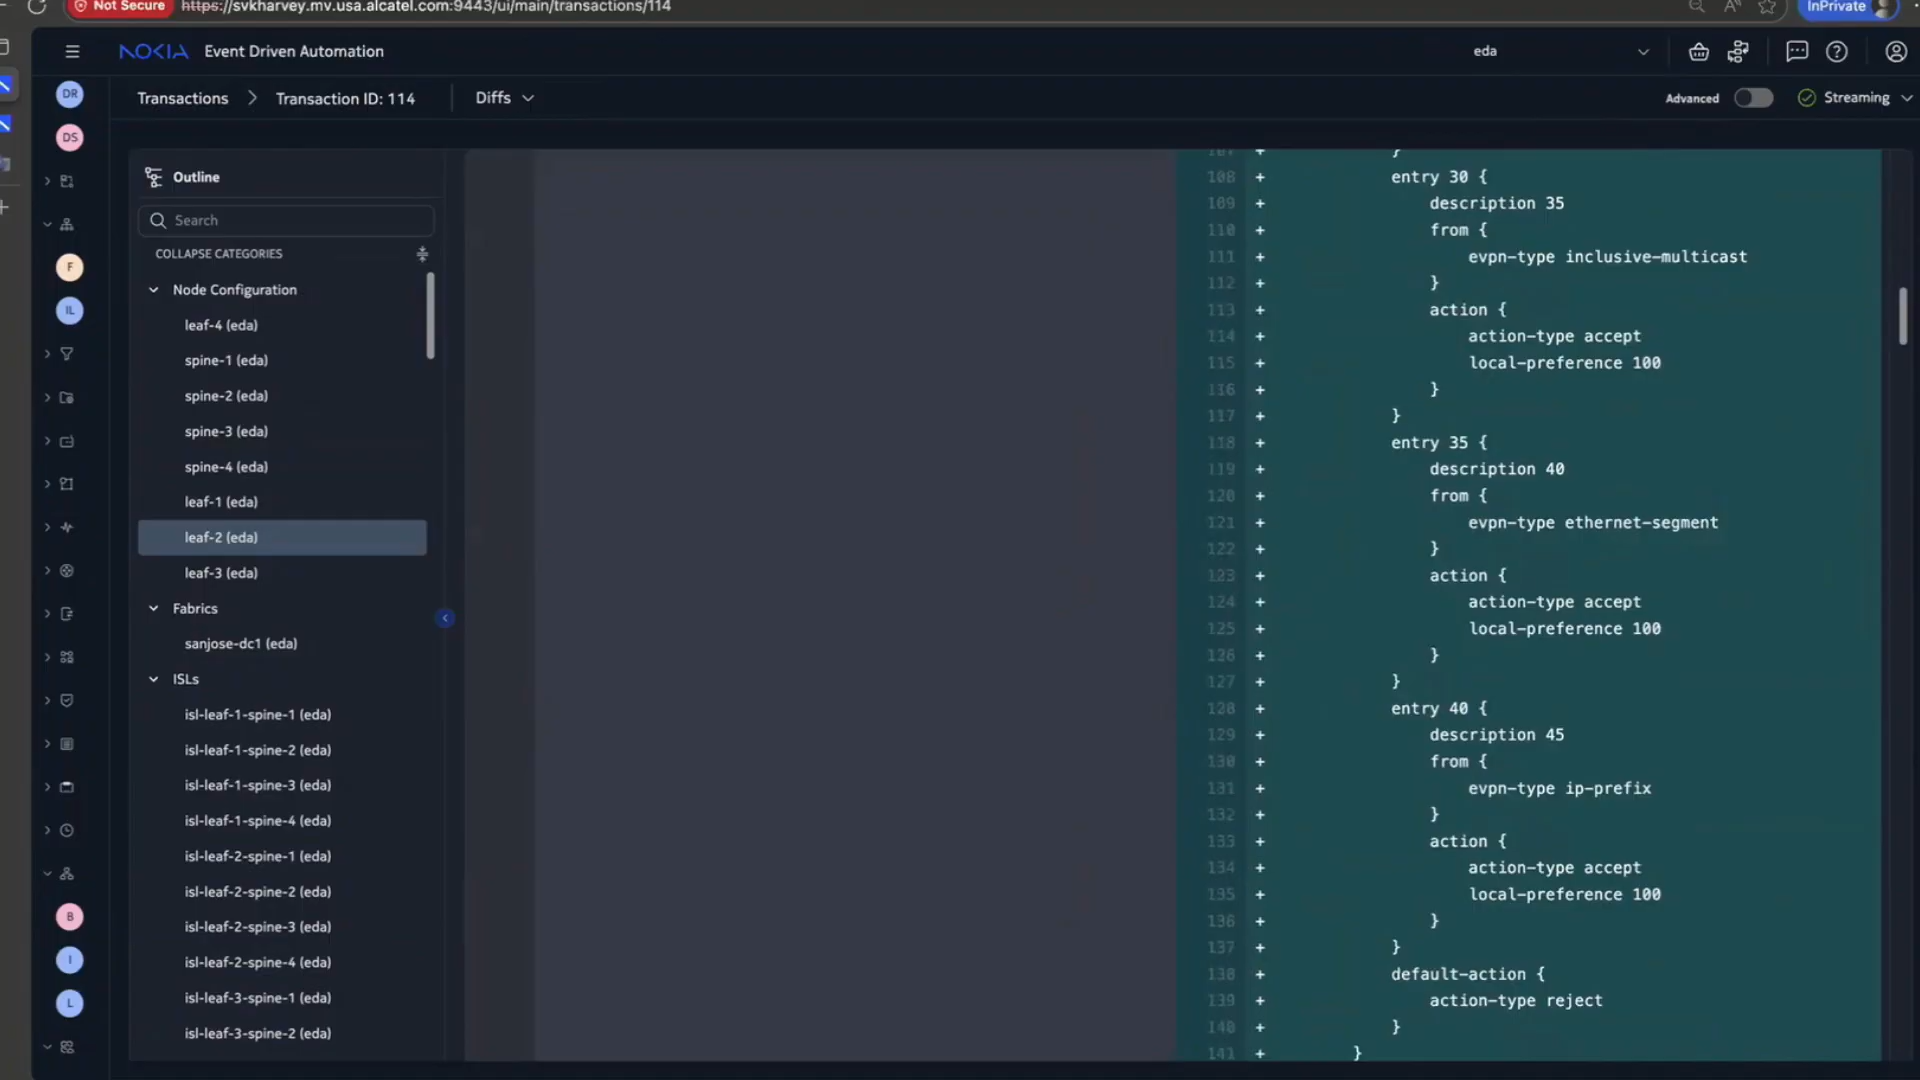 Not Secure https://svkharvey.mv.usa.alcatel.com:9443/ui/main/transactions/114
InPrivate
NOKIA Event Driven Automation
eda
Transactions > Transaction ID: 114
Diffs
Advanced
Streaming
DR
DS
F
IL
B
I
L
Outline
Search
COLLAPSE CATEGORIES
Node Configuration
leaf-4 (eda)
spine-1 (eda)
spine-2 (eda)
spine-3 (eda)
spine-4 (eda)
leaf-1 (eda)
leaf-2 (eda)
leaf-3 (eda)
Fabrics
sanjose-dc1 (eda)
ISLs
isl-leaf-1-spine-1 (eda)
isl-leaf-1-spine-2 (eda)
isl-leaf-1-spine-3 (eda)
isl-leaf-1-spine-4 (eda)
isl-leaf-2-spine-1 (eda)
isl-leaf-2-spine-2 (eda)
isl-leaf-2-spine-3 (eda)
isl-leaf-2-spine-4 (eda)
isl-leaf-3-spine-1 (eda)
isl-leaf-3-spine-2 (eda)
107 + }
108 + entry 30 {
109 + description 35
110 + from {
111 + evpn-type inclusive-multicast
112 + }
113 + action {
114 + action-type accept
115 + local-preference 100
116 + }
117 + }
118 + entry 35 {
119 + description 40
120 + from {
121 + evpn-type ethernet-segment
122 + }
123 + action {
124 + action-type accept
125 + local-preference 100
126 + }
127 + }
128 + entry 40 {
129 + description 45
130 + from {
131 + evpn-type ip-prefix
132 + }
133 + action {
134 + action-type accept
135 + local-preference 100
136 + }
137 + }
138 + default-action {
139 + action-type reject
140 + }
141 + }